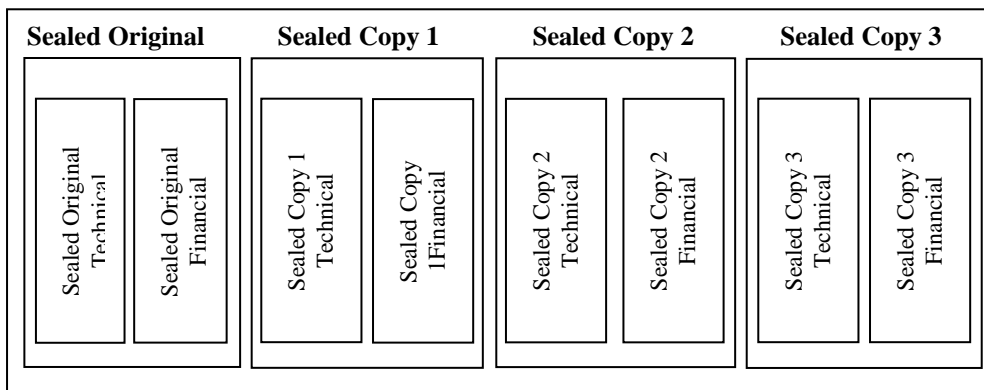 Sealed Original
Sealed Copy 1
Sealed Copy 2
Sealed Copy 3
Sealed Original
Technical
Sealed Original
Financial
Sealed Copy 1
Technical
Sealed Copy
1Financial
Sealed Copy 2
Technical
Sealed Copy 2
Financial
Sealed Copy 3
Technical
Sealed Copy 3
Financial